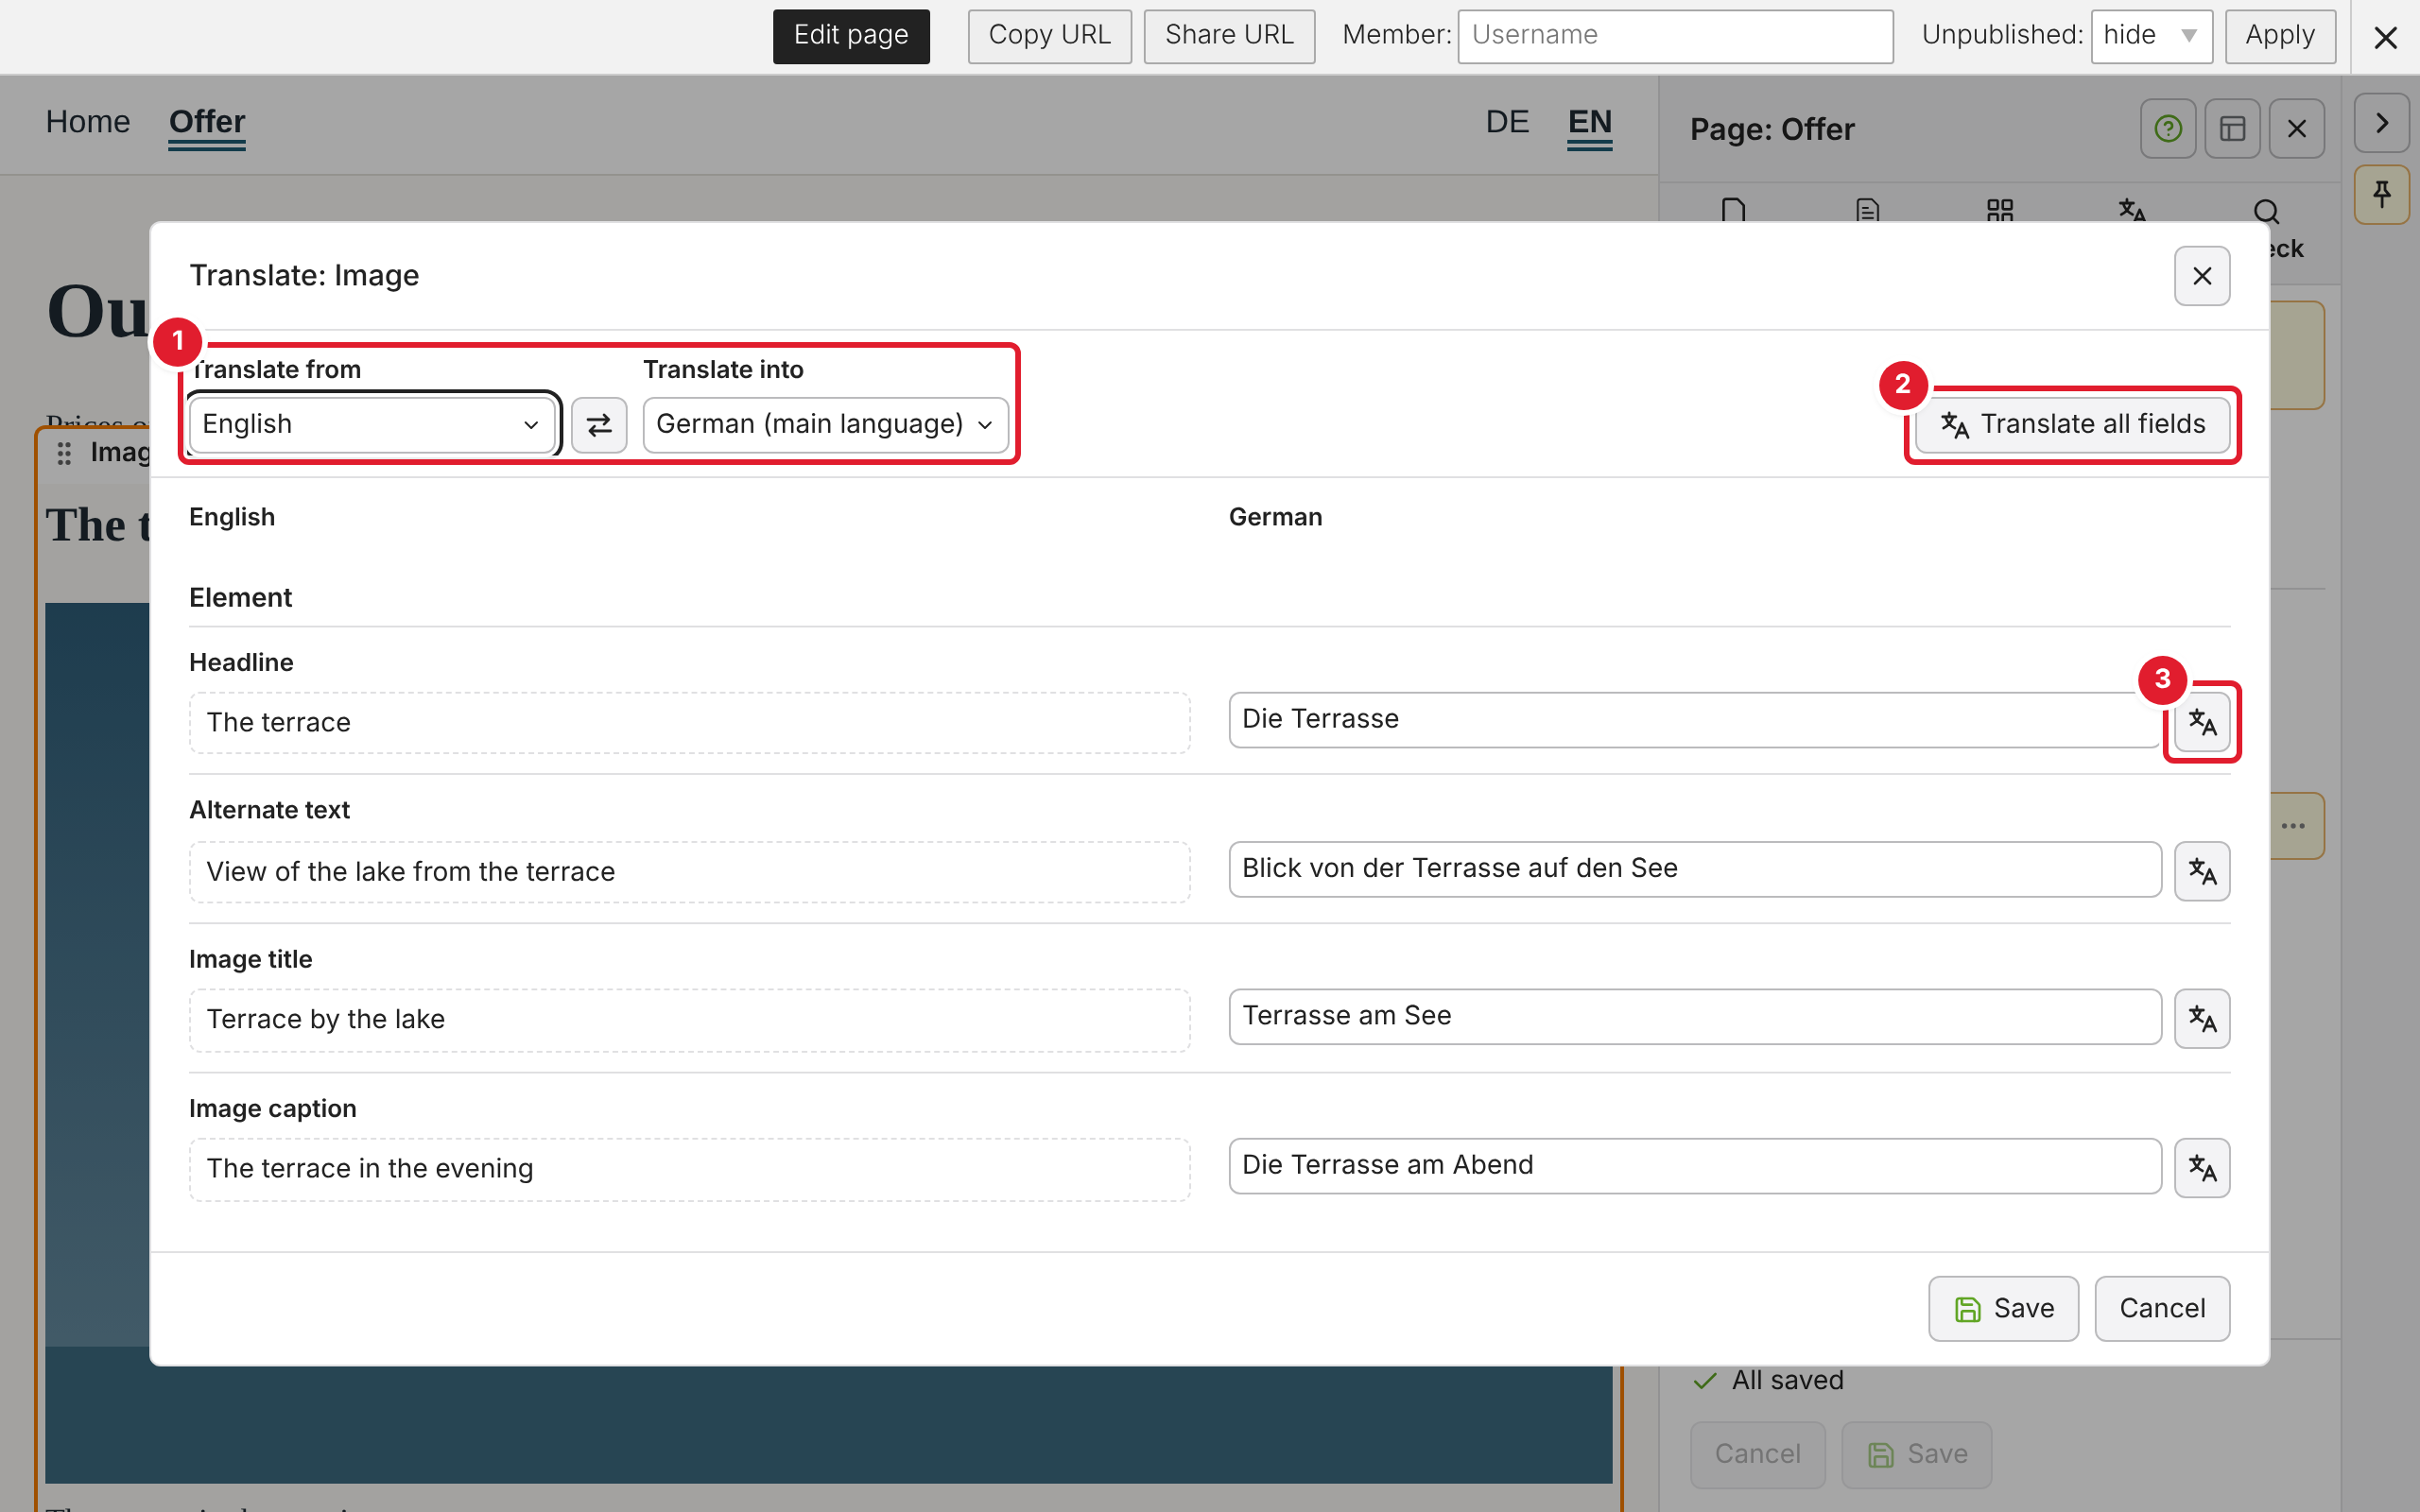 Edit page
Copy URL
Share URL
Member: Username
Unpublished: hide
Apply
Home
Offer
DE
EN
Page: Offer
Ou
Translate: Image
1
Translate from
English
Translate into
German (main language)
2
Translate all fields
Imag
The t
English
German
Element
Headline
The terrace
Die Terrasse
3
Alternate text
View of the lake from the terrace
Blick von der Terrasse auf den See
Image title
Terrace by the lake
Terrasse am See
Image caption
The terrace in the evening
Die Terrasse am Abend
Save
Cancel
All saved
Cancel
Save